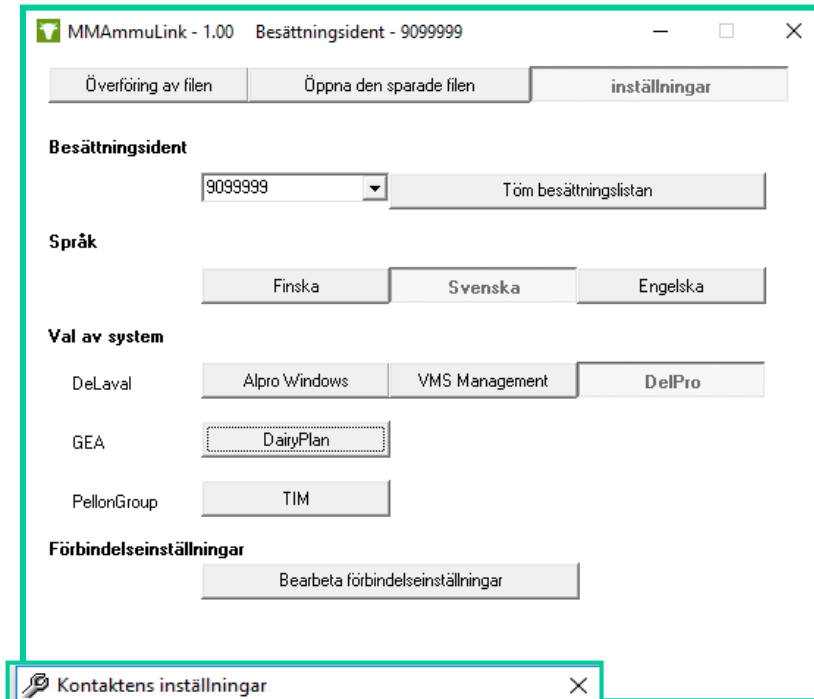 MMAmmuLink - 1.00 Besättningsident - 9099999
Överföring av filen Öppna den sparade filen inställningar
Besättningsident
9099999 Töm besättningslistan
Språk
Finska Svenska Engelska
Val av system
DeLaval Alpro Windows VMS Management DelPro
GEA DairyPlan
PellonGroup TIM
Förbindelseinställningar
Bearbeta förbindelseinställningar
Kontaktens inställningar